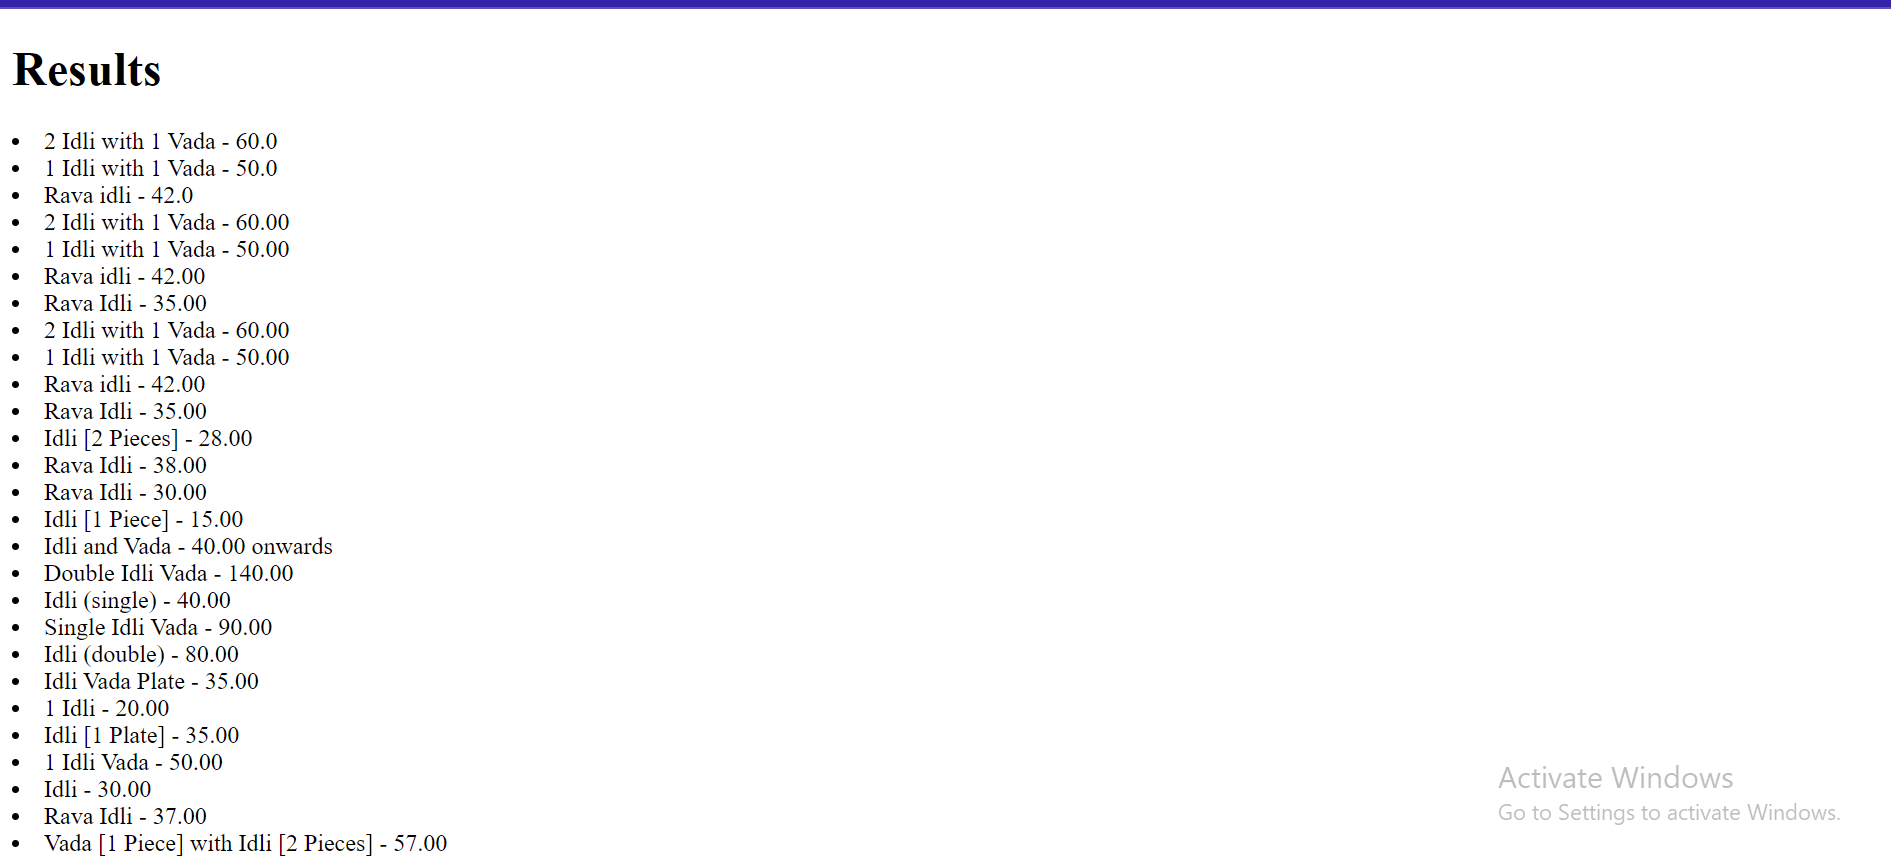 Results
• 2 Idli with 1 Vada - 60.0
• 1 Idli with 1 Vada - 50.0
• Rava idli - 42.0
• 2 Idli with 1 Vada - 60.00
• 1 Idli with 1 Vada - 50.00
• Rava idli - 42.00
• Rava Idli - 35.00
• 2 Idli with 1 Vada - 60.00
• 1 Idli with 1 Vada - 50.00
• Rava idli - 42.00
• Rava Idli - 35.00
• Idli [2 Pieces] - 28.00
• Rava Idli - 38.00
• Rava Idli - 30.00
• Idli [1 Piece] - 15.00
• Idli and Vada - 40.00 onwards
• Double Idli Vada - 140.00
• Idli (single) - 40.00
• Single Idli Vada - 90.00
• Idli (double) - 80.00
• Idli Vada Plate - 35.00
• 1 Idli - 20.00
• Idli [1 Plate] - 35.00
• 1 Idli Vada - 50.00
• Idli - 30.00
• Rava Idli - 37.00
• Vada [1 Piece] with Idli [2 Pieces] - 57.00
Activate Windows
Go to Settings to activate Windows.